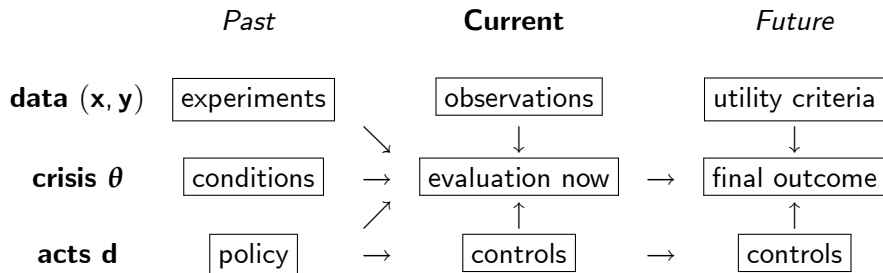 Past Current Future
data (x, y) experiments observations utility criteria
↘ ↓ ↓
crisis θ conditions → evaluation now → final outcome
↗ ↑ ↑
acts d policy → controls → controls